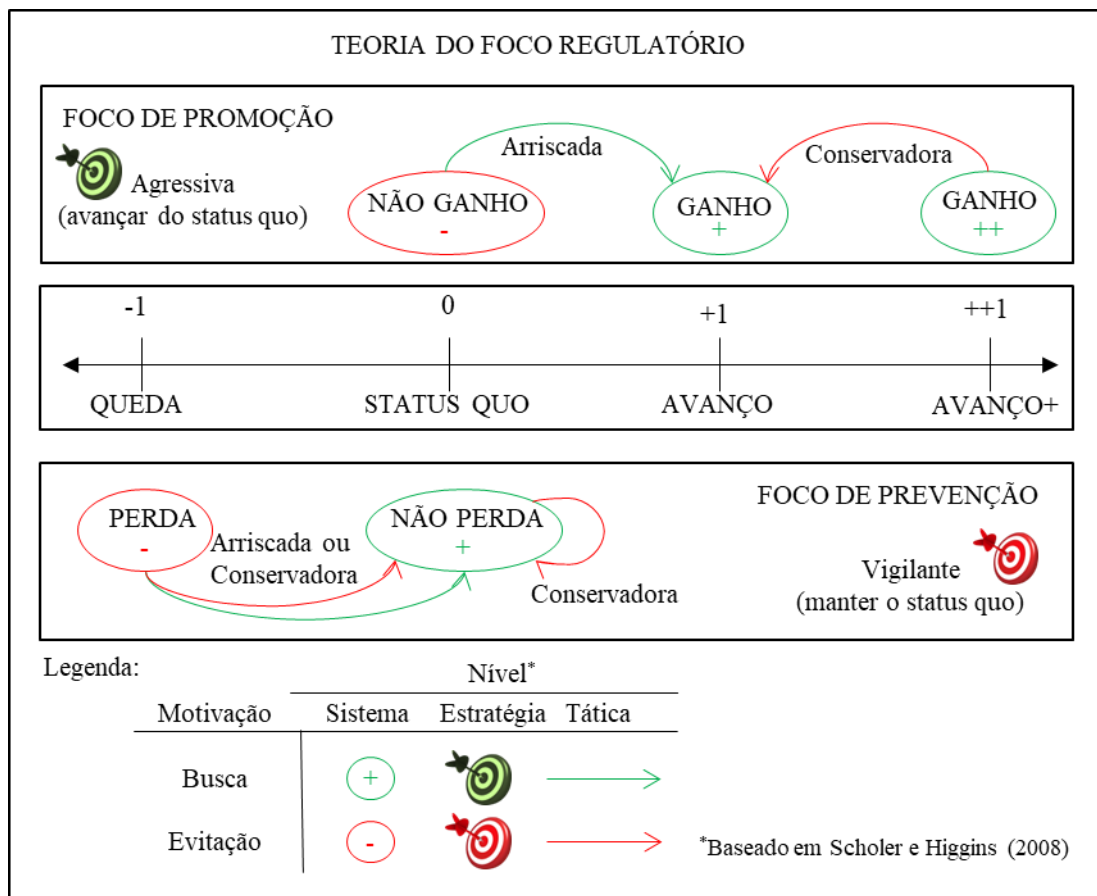 TEORIA DO FOCO REGULATÓRIO
FOCO DE PROMOÇÃO
Agressiva
(avançar do status quo)
Arriscada
Conservadora
NÃO GANHO
-
GANHO
+
GANHO
++
-1
0
+1
++1
QUEDA
STATUS QUO
AVANÇO
AVANÇO+
PERDA
-
Arriscada ou
Conservadora
NÃO PERDA
+
Conservadora
FOCO DE PREVENÇÃO
Vigilante
(manter o status quo)
Legenda:
Nível*
Motivação Sistema Estratégia Tática
Busca +
Evitação -
*Baseado em Scholer e Higgins (2008)